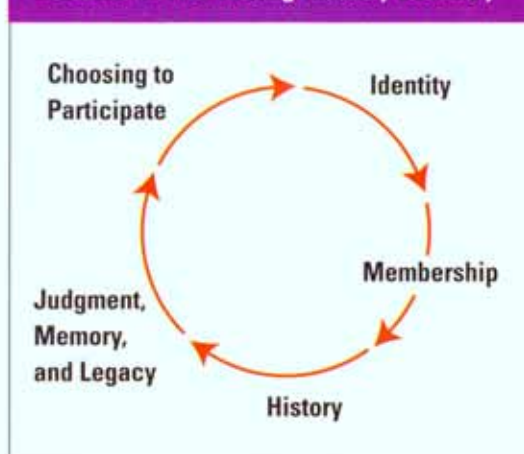 Choosing to
Participate
Identity
Membership
History
Judgment,
Memory,
and Legacy